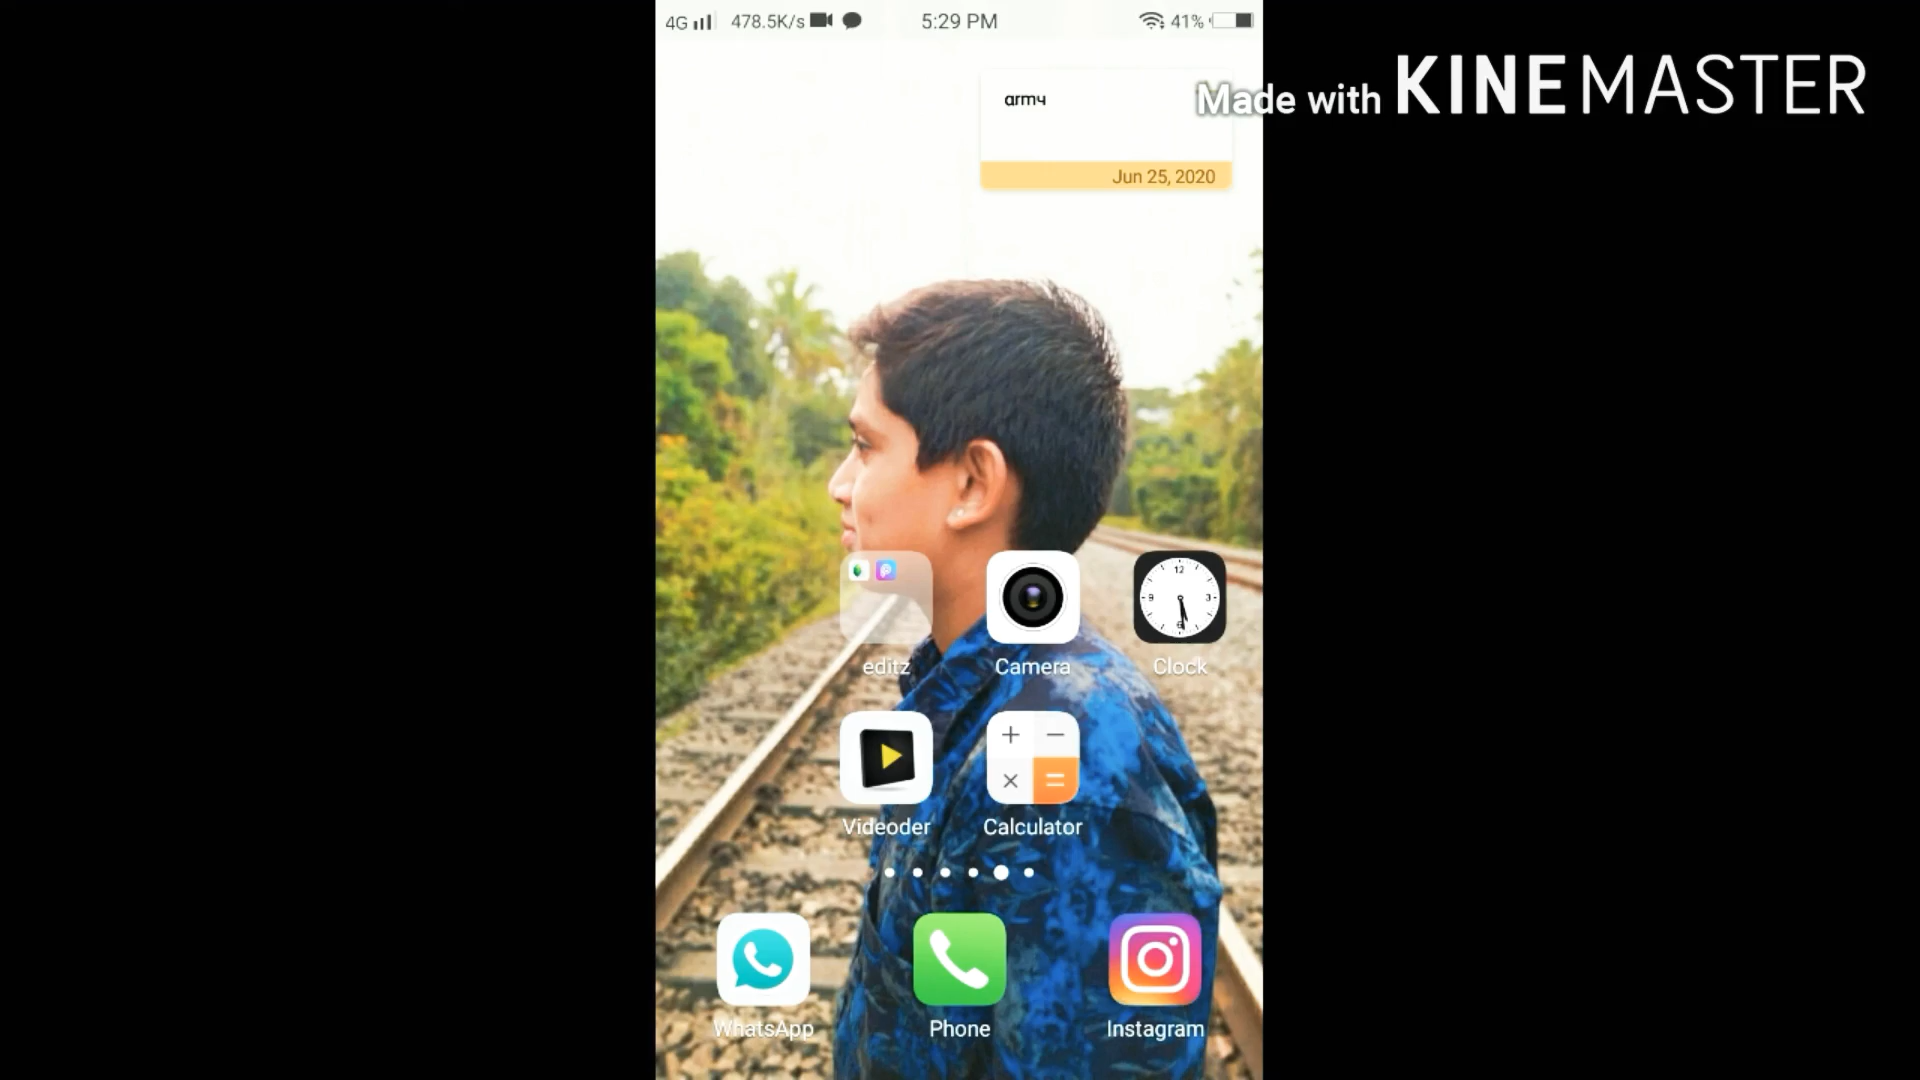 4G 478.5K/s 5:29 PM 41%
army
Made with KINEMASTER
Jun 25, 2020
editz Camera Clock
Videoder Calculator
WhatsApp Phone Instagram